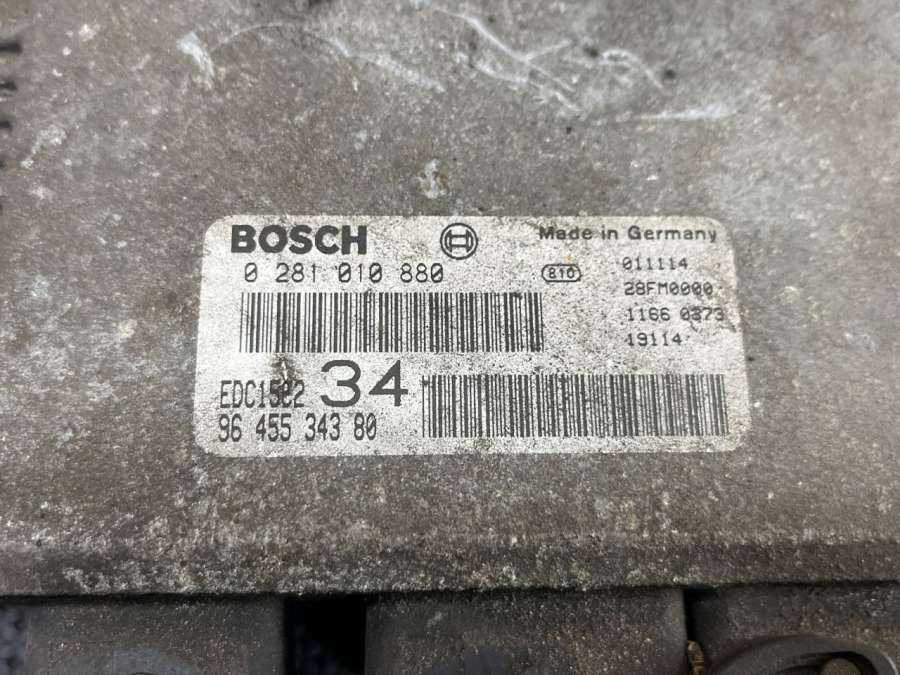 BOSCH
Made in Germany
0 281 010 880
810
011114
28FM0000
1166 0373
19114
EDC15C2 34
96 455 343 80